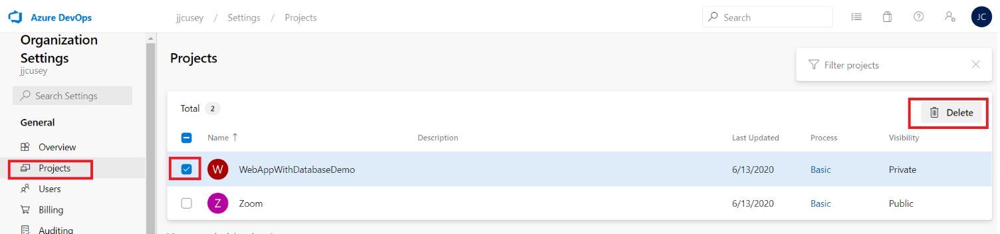 Azure DevOps jjcusey / Settings / Projects Search JC
Organization
Settings
jjcusey
Search Settings
General
Overview
Projects
Users
Billing
Auditing
Projects
Filter projects
Total 2
Delete
Name ↑ Description Last Updated Process Visibility
W WebAppWithDatabaseDemo 6/13/2020 Basic Private
Z Zoom 6/13/2020 Basic Public